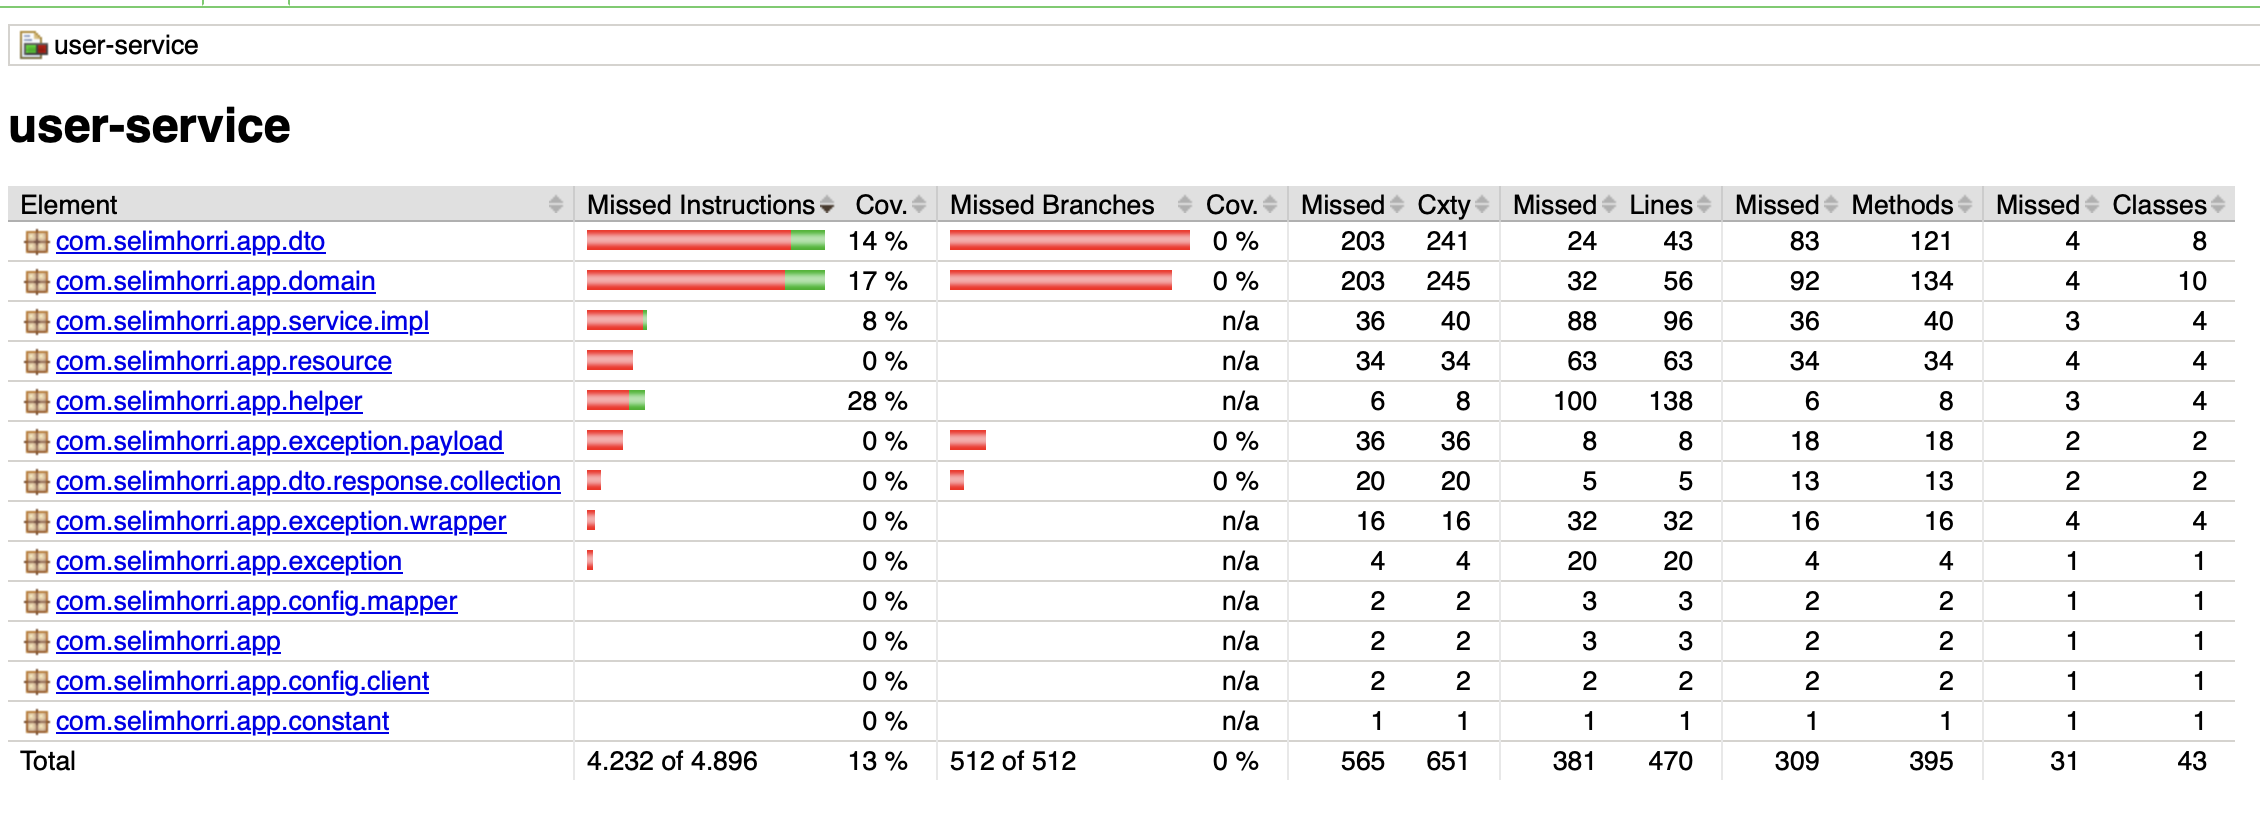 user-service
user-service
Element Missed Instructions Cov. Missed Branches Cov. Missed Cxty Missed Lines Missed Methods Missed Classes
com.selimhorri.app.dto 14 % 0 % 203 241 24 43 83 121 4 8
com.selimhorri.app.domain 17 % 0 % 203 245 32 56 92 134 4 10
com.selimhorri.app.service.impl 8 % n/a 36 40 88 96 36 40 3 4
com.selimhorri.app.resource 0 % n/a 34 34 63 63 34 34 4 4
com.selimhorri.app.helper 28 % n/a 6 8 100 138 6 8 3 4
com.selimhorri.app.exception.payload 0 % 0 % 36 36 8 8 18 18 2 2
com.selimhorri.app.dto.response.collection 0 % 0 % 20 20 5 5 13 13 2 2
com.selimhorri.app.exception.wrapper 0 % n/a 16 16 32 32 16 16 4 4
com.selimhorri.app.exception 0 % n/a 4 4 20 20 4 4 1 1
com.selimhorri.app.config.mapper 0 % n/a 2 2 3 3 2 2 1 1
com.selimhorri.app 0 % n/a 2 2 3 3 2 2 1 1
com.selimhorri.app.config.client 0 % n/a 2 2 2 2 2 2 1 1
com.selimhorri.app.constant 0 % n/a 1 1 1 1 1 1 1 1
Total 4.232 of 4.896 13 % 512 of 512 0 % 565 651 381 470 309 395 31 43